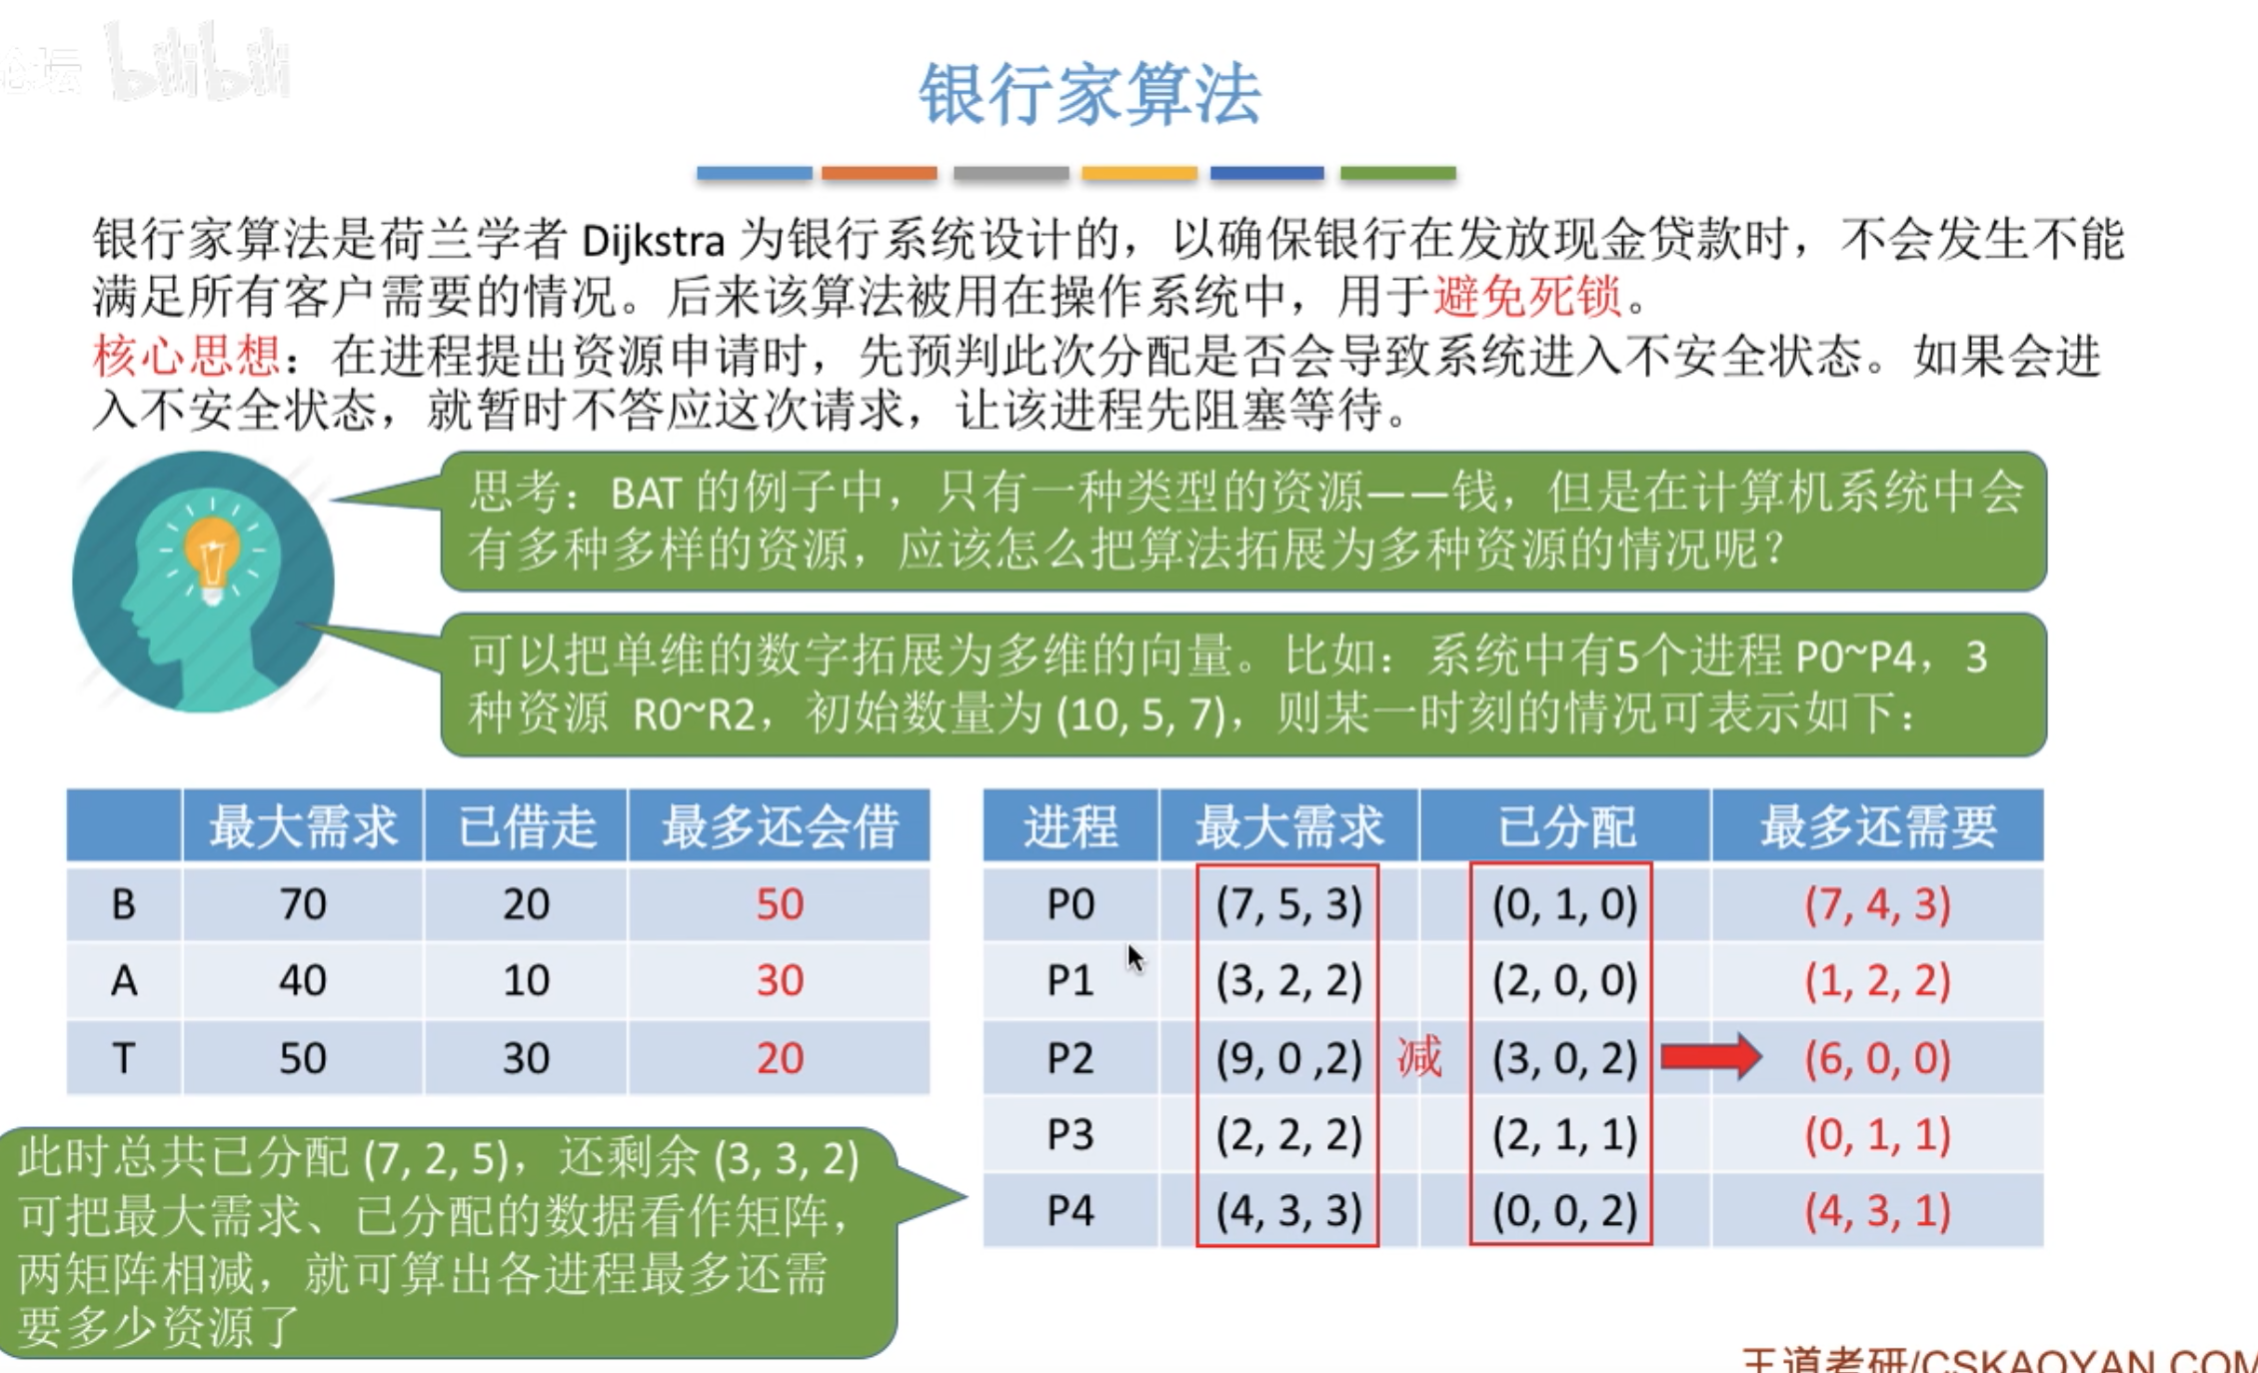 心坛 bilibili
银行家算法
银行家算法是荷兰学者 Dijkstra 为银行系统设计的，以确保银行在发放现金贷款时，不会发生不能
满足所有客户需要的情况。后来该算法被用在操作系统中，用于避免死锁。
核心思想：在进程提出资源申请时，先预判此次分配是否会导致系统进入不安全状态。如果会进
入不安全状态，就暂时不答应这次请求，让该进程先阻塞等待。
思考：BAT 的例子中，只有一种类型的资源——钱，但是在计算机系统中会
有多种多样的资源，应该怎么把算法拓展为多种资源的情况呢？
可以把单维的数字拓展为多维的向量。比如：系统中有5个进程 P0~P4，3
种资源 R0~R2，初始数量为 (10, 5, 7)，则某一时刻的情况可表示如下：
最大需求 已借走 最多还会借
B 70 20 50
A 40 10 30
T 50 30 20
此时总共已分配 (7, 2, 5)，还剩余 (3, 3, 2)
可把最大需求、已分配的数据看作矩阵，
两矩阵相减，就可算出各进程最多还需
要多少资源了
进程 最大需求 已分配 最多还需要
P0 (7, 5, 3) (0, 1, 0) (7, 4, 3)
P1 (3, 2, 2) (2, 0, 0) (1, 2, 2)
P2 (9, 0 ,2) 减 (3, 0, 2) (6, 0, 0)
P3 (2, 2, 2) (2, 1, 1) (0, 1, 1)
P4 (4, 3, 3) (0, 0, 2) (4, 3, 1)
王道考研/CSKAOYAN.COM